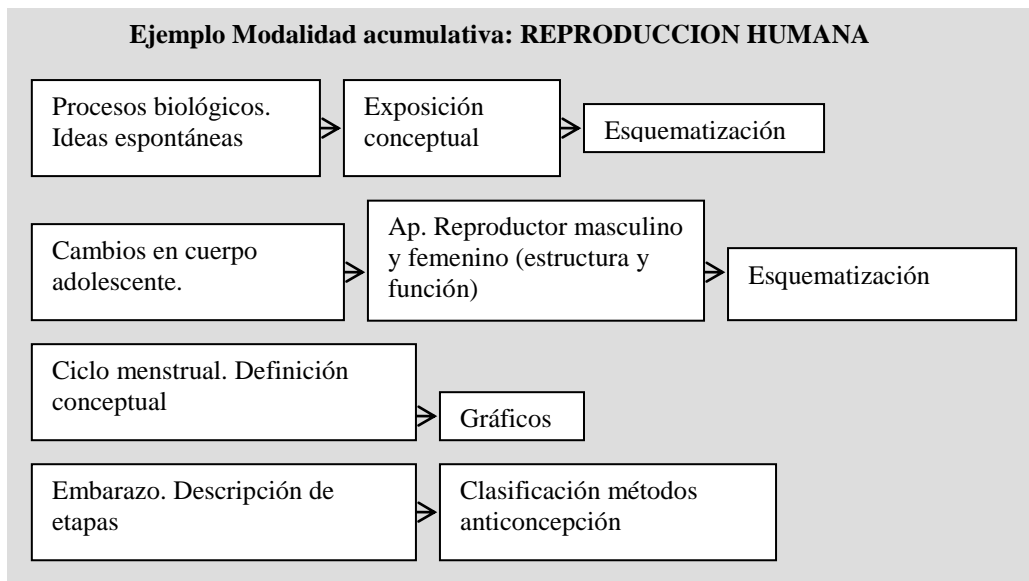 Ejemplo Modalidad acumulativa: REPRODUCCION HUMANA
Procesos biológicos.
Ideas espontáneas
Exposición
conceptual
Esquematización
Cambios en cuerpo
adolescente.
Ap. Reproductor masculino
y femenino (estructura y
función)
Esquematización
Ciclo menstrual. Definición
conceptual
Gráficos
Embarazo. Descripción de
etapas
Clasificación métodos
anticoncepción